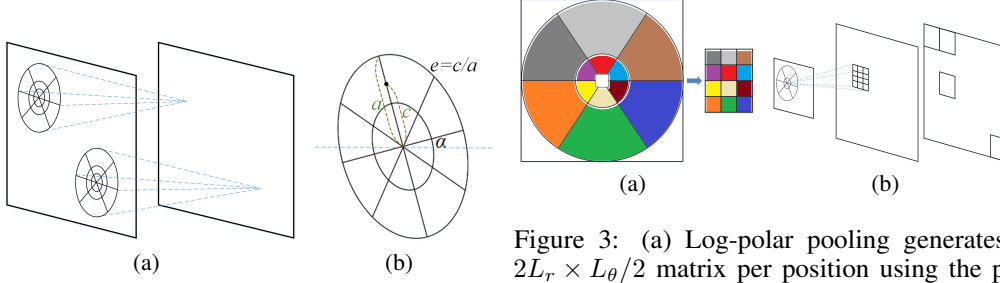 e=c/a
a
c
α
(a)
(b)
(a)
(b)
Figure 3: (a) Log-polar pooling generates
2L_r × L_θ/2 matrix per position using the p